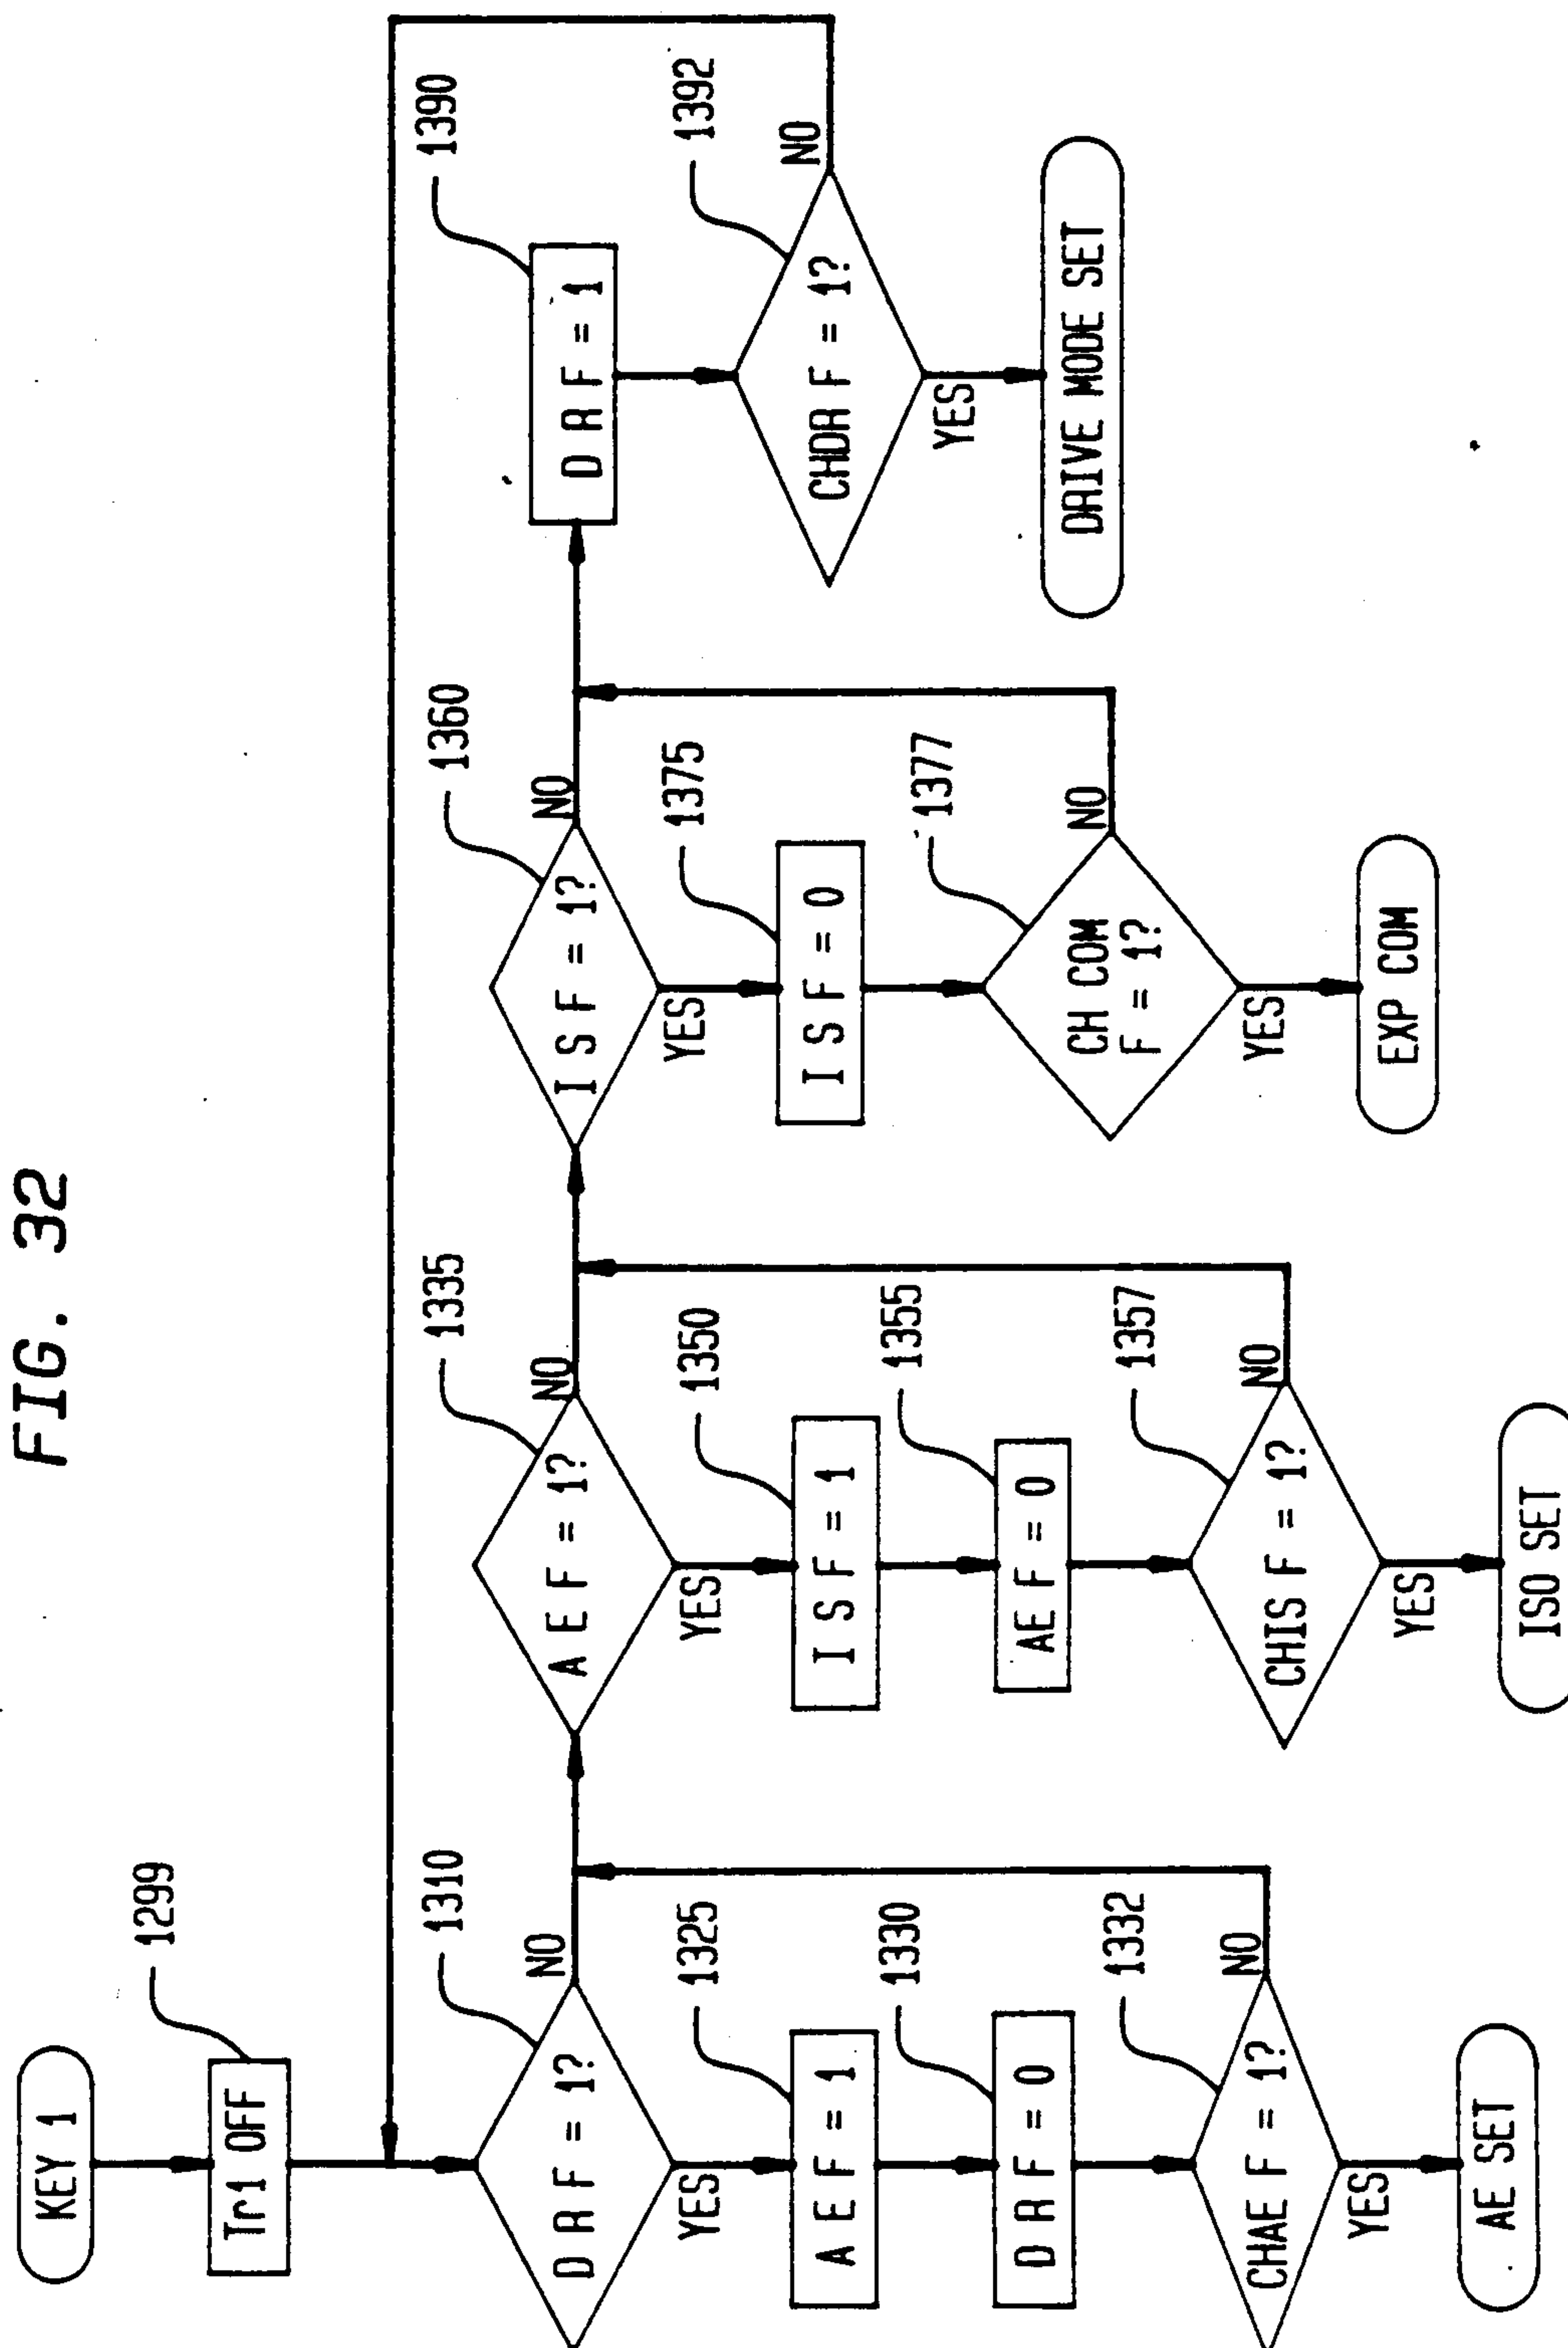 FIG. 32
KEY 1
1299
Tr1 OFF
1310
D R F = 1?
NO
YES
1325
A E F = 1
1330
D R F = 0
1332
CHAE F = 1?
NO
YES
AE SET
1335
A E F = 1?
NO
YES
1350
I S F = 1
1355
AE F = 0
1357
CHIS F = 1?
NO
YES
ISO SET
1360
I S F = 1?
NO
YES
1375
I S F = 0
1377
CH COM
F = 1?
NO
YES
EXP COM
1390
D R F = 1
1392
CHDR F = 1?
NO
YES
DRIVE MODE SET